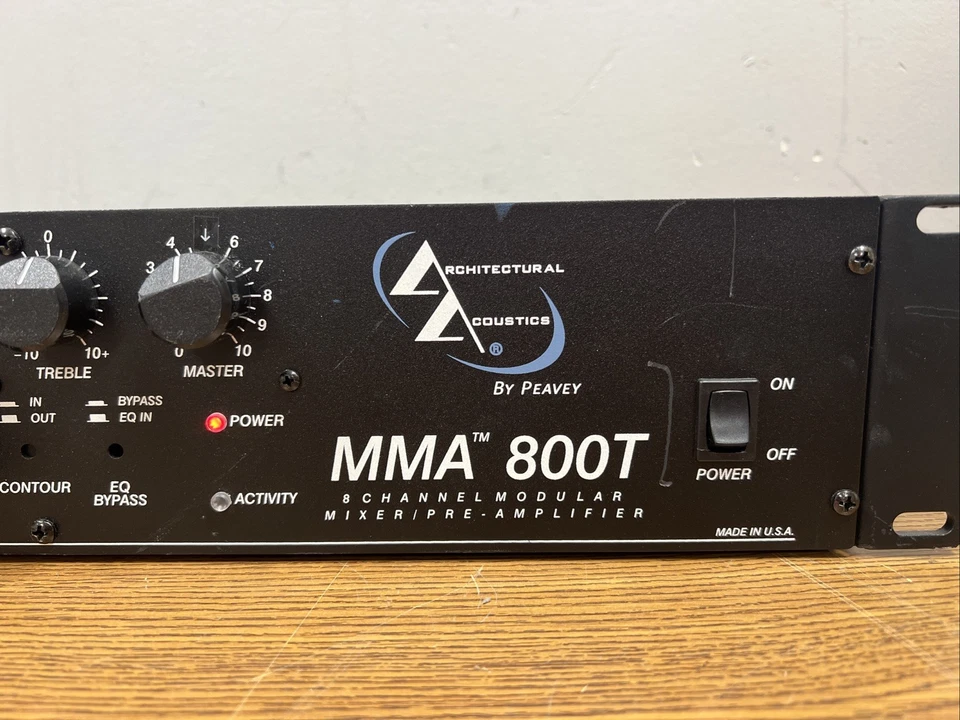 0
-10 10+
TREBLE
3 4 ↓ 6 7 8 9
0 10
MASTER
ARCHITECTURAL
ACOUSTICS
®
BY PEAVEY
IN
OUT
BYPASS
EQ IN
CONTOUR
EQ
BYPASS
POWER
ACTIVITY
MMA™ 800T
8 CHANNEL MODULAR
MIXER/PRE-AMPLIFIER
ON
OFF
POWER
MADE IN U.S.A.